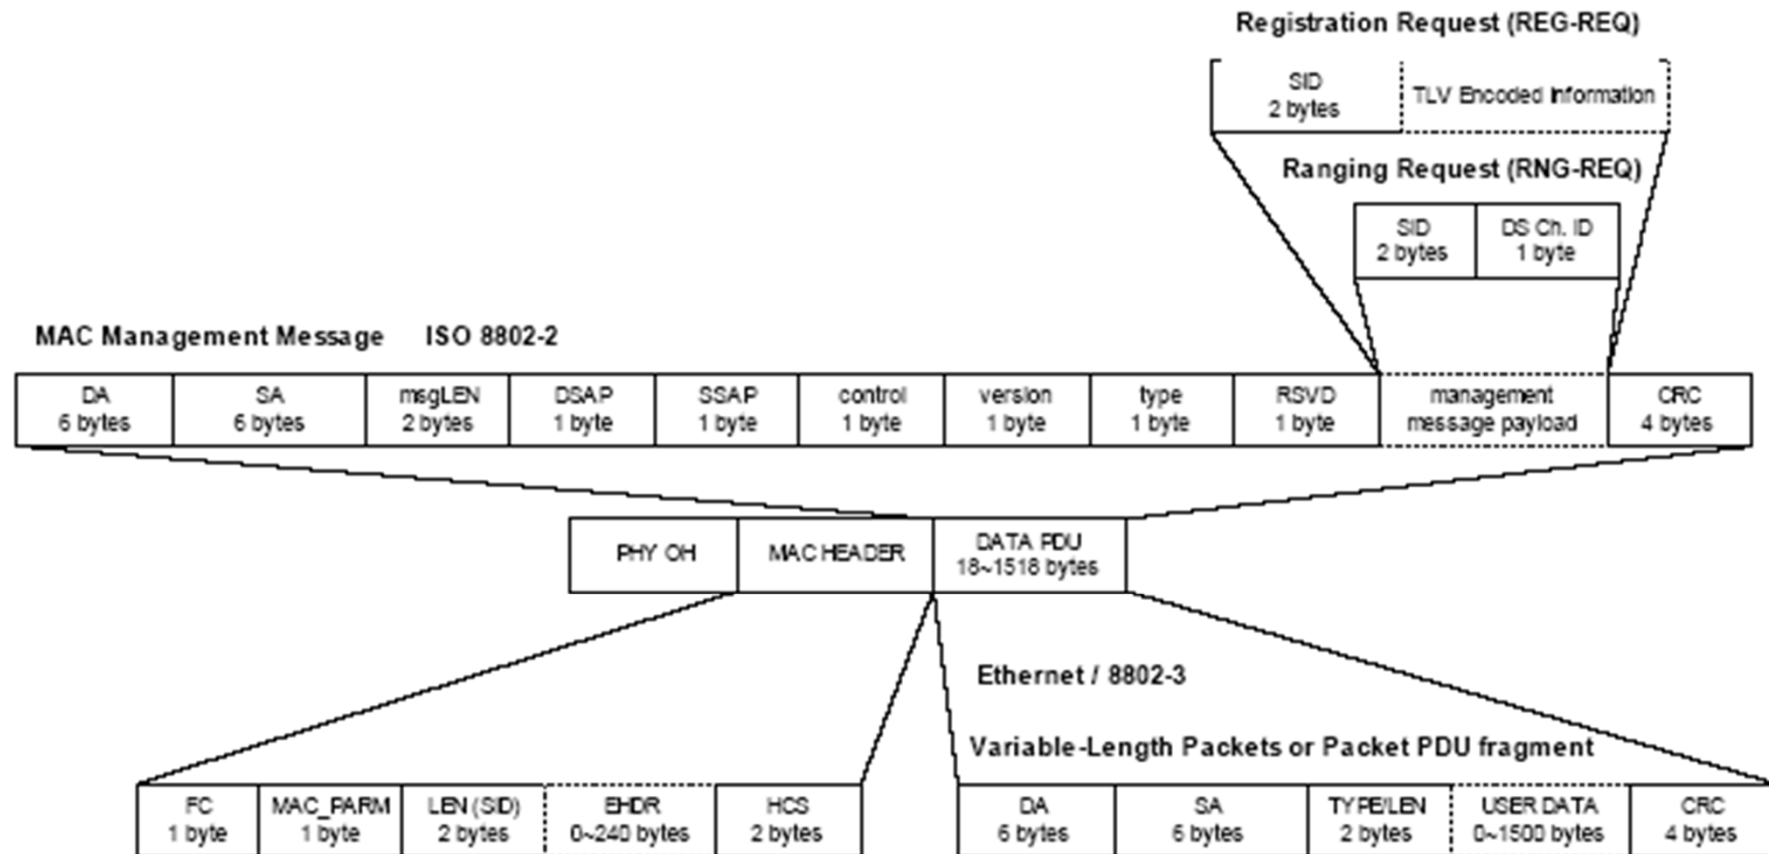 Registration Request (REG-REQ)
SID
2 bytes
TLV Encoded Information
Ranging Request (RNG-REQ)
SID
2 bytes
DS Ch. ID
1 byte
MAC Management Message ISO 8802-2
DA
6 bytes
SA
6 bytes
msgLEN
2 bytes
DSAP
1 byte
SSAP
1 byte
control
1 byte
version
1 byte
type
1 byte
RSVD
1 byte
management
message payload
CRC
4 bytes
PHY OH
MAC HEADER
DATA PDU
18~1518 bytes
Ethernet / 8802-3
Variable-Length Packets or Packet PDU fragment
FC
1 byte
MAC_PARM
1 byte
LEN (SID)
2 bytes
EHDR
0~240 bytes
HCS
2 bytes
DA
6 bytes
SA
6 bytes
TYPE/LEN
2 bytes
USER DATA
0~1500 bytes
CRC
4 bytes